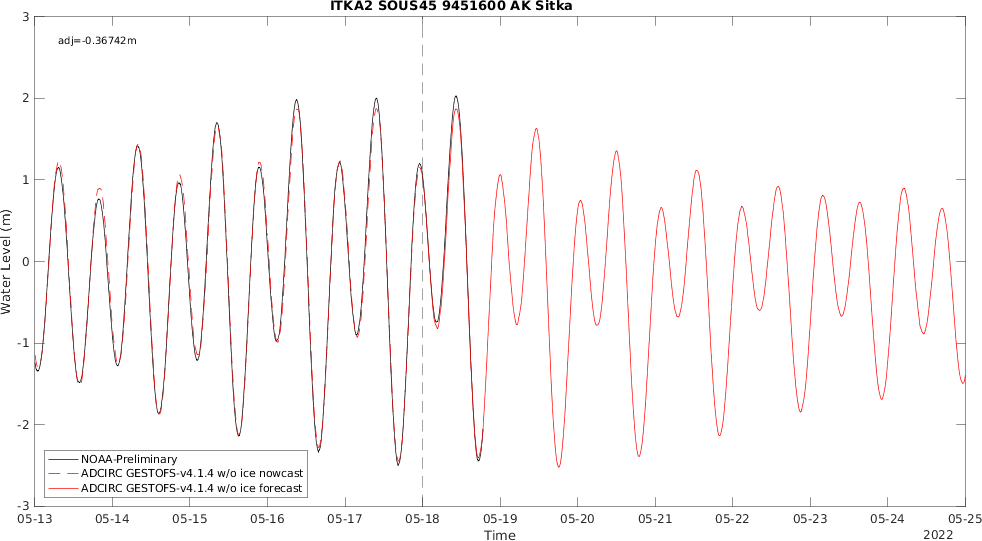 ITKA2 SOUS45 9451600 AK Sitka
adj=-0.36742m
3
2
1
0
-1
-2
-3
Water Level (m)
NOAA-Preliminary
ADCIRC GESTOFS-v4.1.4 w/o ice nowcast
ADCIRC GESTOFS-v4.1.4 w/o ice forecast
05-13 05-14 05-15 05-16 05-17 05-18 05-19 05-20 05-21 05-22 05-23 05-24 05-25
Time
2022